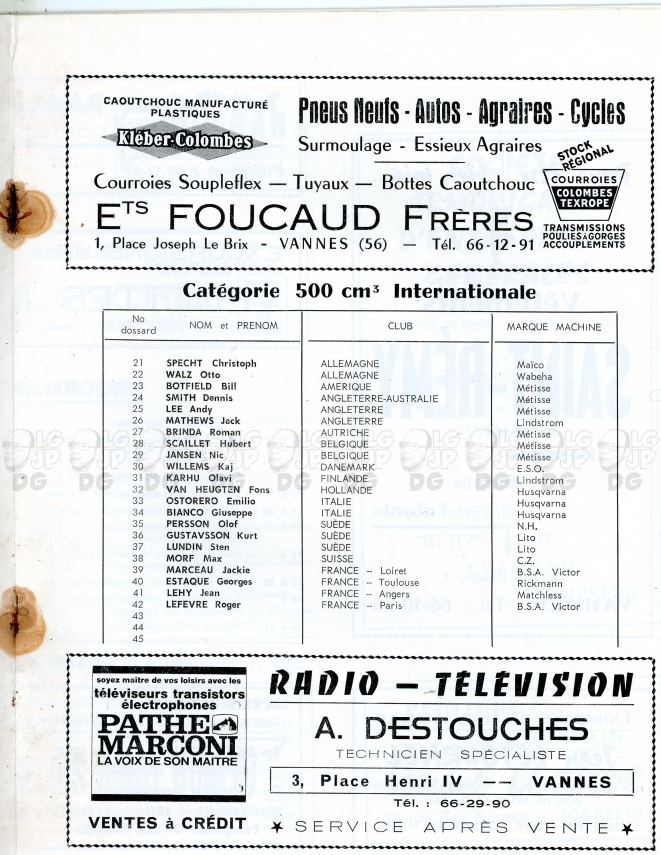 CAOUTCHOUC MANUFACTURÉ
PLASTIQUES
Kléber-Colombes
Pneus Neufs - Autos - Agraires - Cycles
Surmoulage - Essieux Agraires
STOCK RÉGIONAL
Courroies Soupleflex — Tuyaux — Bottes Caoutchouc
COURROIES
COLOMBES
TEXROPE
ETS FOUCAUD FRÈRES
TRANSMISSIONS
POULIES À GORGES
ACCOUPLEMENTS
1, Place Joseph Le Brix - VANNES (56) — Tél. 66-12-91
Catégorie 500 cm³ Internationale
No dossard NOM et PRENOM CLUB MARQUE MACHINE
21 SPECHT Christoph ALLEMAGNE Maïco
22 WALZ Otto ALLEMAGNE Wabeha
23 BOTFIELD Bill AMERIQUE Métisse
24 SMITH Dennis ANGLETERRE-AUSTRALIE Métisse
25 LEE Andy ANGLETERRE Métisse
26 MATHEWS Jack ANGLETERRE Lindstrom
27 BRINDA Roman AUTRICHE Métisse
28 SCAILLET Hubert BELGIQUE Métisse
29 JANSEN Nic BELGIQUE Métisse
30 WILLEMS Kaj DANEMARK E.S.O.
31 KARHU Olavi FINLANDE Lindstrom
32 VAN HEUGTEN Fons HOLLANDE Husqvarna
33 OSTORERO Emilio ITALIE Husqvarna
34 BIANCO Giuseppe ITALIE Husqvarna
35 PERSSON Olof SUÈDE N.H.
36 GUSTAVSSON Kurt SUÈDE Lito
37 LUNDIN Sten SUÈDE Lito
38 MORF Max SUISSE C.Z.
39 MARCEAU Jackie FRANCE -- Loiret B.S.A. Victor
40 ESTAQUE Georges FRANCE -- Toulouse Rickmann
41 LEHY Jean FRANCE -- Angers Matchless
42 LEFEVRE Roger FRANCE -- Paris B.S.A. Victor
43
44
45
soyez maitre de vos loisirs avec les
téléviseurs transistors
électrophones
PATHE
MARCONI
LA VOIX DE SON MAITRE
VENTES à CRÉDIT
RADIO — TÉLÉVISION
A. DESTOUCHES
TECHNICIEN SPÉCIALISTE
3, Place Henri IV —— VANNES
Tél. : 66-29-90
★ SERVICE APRÈS VENTE ★